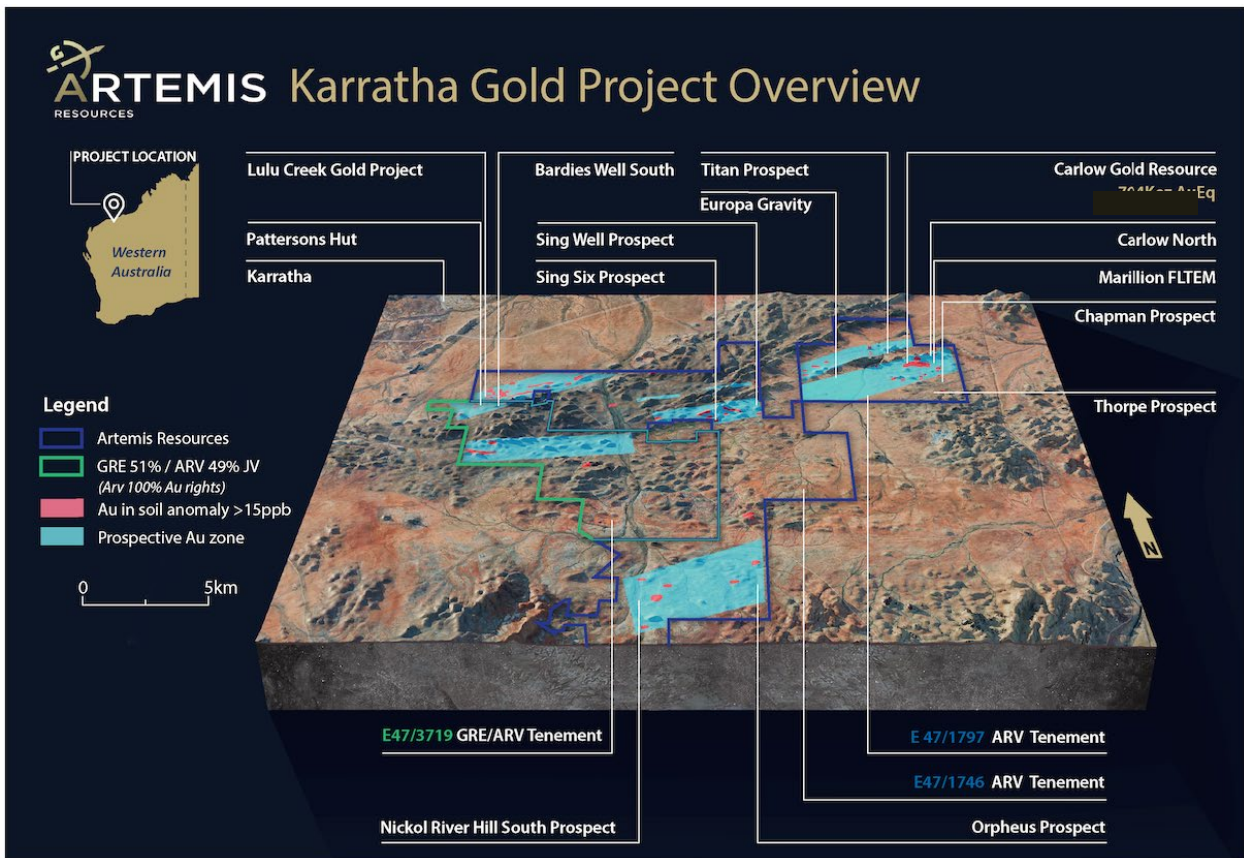 ARTEMIS
RESOURCES
Karratha Gold Project Overview
PROJECT LOCATION
Western
Australia
Lulu Creek Gold Project
Bardies Well South
Titan Prospect
Carlow Gold Resource
Europa Gravity
Pattersons Hut
Sing Well Prospect
Carlow North
Karratha
Sing Six Prospect
Marillion FLTEM
Chapman Prospect
Thorpe Prospect
Legend
Artemis Resources
GRE 51% / ARV 49% JV
(Arv 100% Au rights)
Au in soil anomaly >15ppb
Prospective Au zone
0 5km
N
E47/3719 GRE/ARV Tenement
E 47/1797 ARV Tenement
E47/1746 ARV Tenement
Nickol River Hill South Prospect
Orpheus Prospect